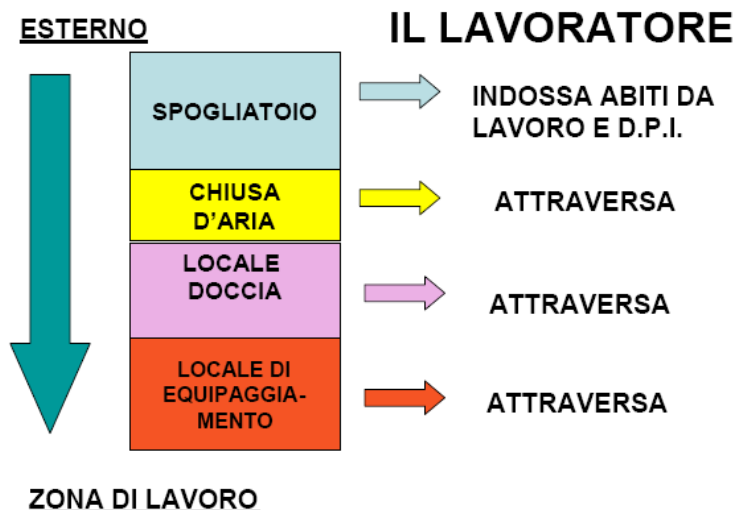 ESTERNO
IL LAVORATORE
SPOGLIATOIO
INDOSSA ABITI DA
LAVORO E D.P.I.
CHIUSA
D'ARIA
ATTRAVERSA
LOCALE
DOCCIA
ATTRAVERSA
LOCALE DI
EQUIPAGGIA-
MENTO
ATTRAVERSA
ZONA DI LAVORO